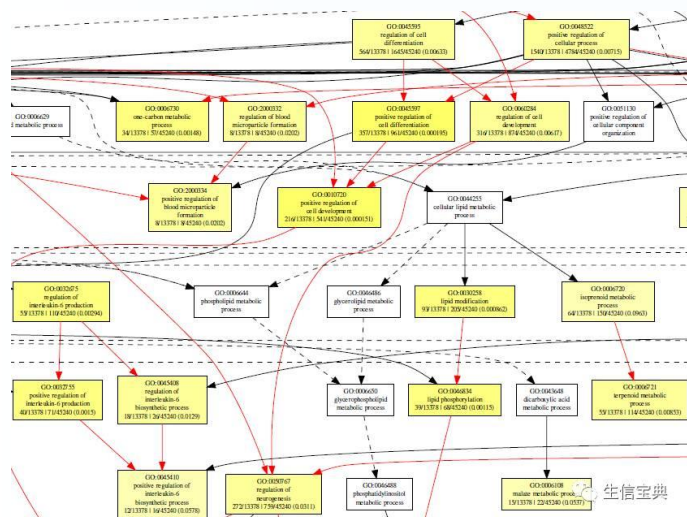 GO:0045595
regulation of cell
differentiation
564/13378 | 1645/45240 (0.00633)
GO:0048522
positive regulation of
cellular process
1540/13378 | 4784/45240 (0.00715)
GO:0006629
d metabolic process
GO:0006730
one-carbon metabolic
process
34/13378 | 57/45240 (0.00148)
GO:2000332
regulation of blood
microparticle formation
8/13378 | 8/45240 (0.0202)
GO:0045597
positive regulation of
cell differentiation
357/13378 | 961/45240 (0.000195)
GO:0060284
regulation of cell
development
316/13378 | 874/45240 (0.00617)
GO:0051130
positive regulation of
cellular component
organization
GO:2000334
positive regulation of
blood microparticle
formation
8/13378 | 8/45240 (0.0202)
GO:0010720
positive regulation of
cell development
216/13378 | 541/45240 (0.000151)
GO:0044255
cellular lipid metabolic
process
GO:0032675
regulation of
interleukin-6 production
55/13378 | 110/45240 (0.00294)
GO:0006644
phospholipid metabolic
process
GO:0046486
glycerolipid metabolic
process
GO:0030258
lipid modification
93/13378 | 205/45240 (0.000862)
GO:0006720
isoprenoid metabolic
process
64/13378 | 150/45240 (0.0963)
GO:0032755
positive regulation of
interleukin-6 production
40/13378 | 71/45240 (0.0015)
GO:0045408
regulation of
interleukin-6
biosynthetic process
18/13378 | 26/45240 (0.0129)
GO:0006650
glycerophospholipid
metabolic process
GO:0046834
lipid phosphorylation
39/13378 | 68/45240 (0.00115)
GO:0043648
dicarboxylic acid
metabolic process
GO:0006721
terpenoid metabolic
process
53/13378 | 114/45240 (0.00853)
GO:0045410
positive regulation of
interleukin-6
biosynthetic process
12/13378 | 16/45240 (0.0378)
GO:0050767
regulation of
neurogenesis
272/13378 | 759/45240 (0.0311)
GO:0046488
phosphatidylinositol
metabolic process
GO:0006108
malate metabolic process
15/13378 | 22/45240 (0.0337)
生信宝典